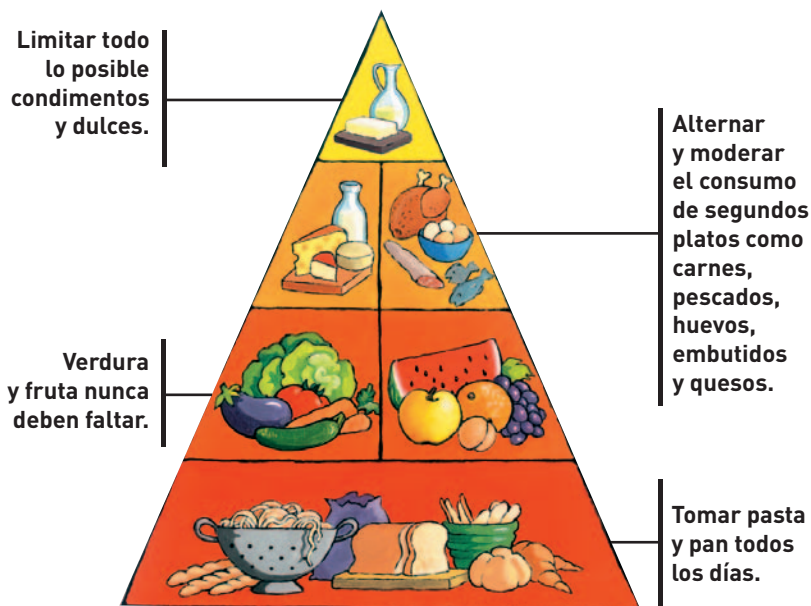 Limitar todo
lo posible
condimentos
y dulces.
Alternar
y moderar
el consumo
de segundos
platos como
carnes,
pescados,
huevos,
embutidos
y quesos.
Verdura
y fruta nunca
deben faltar.
Tomar pasta
y pan todos
los días.